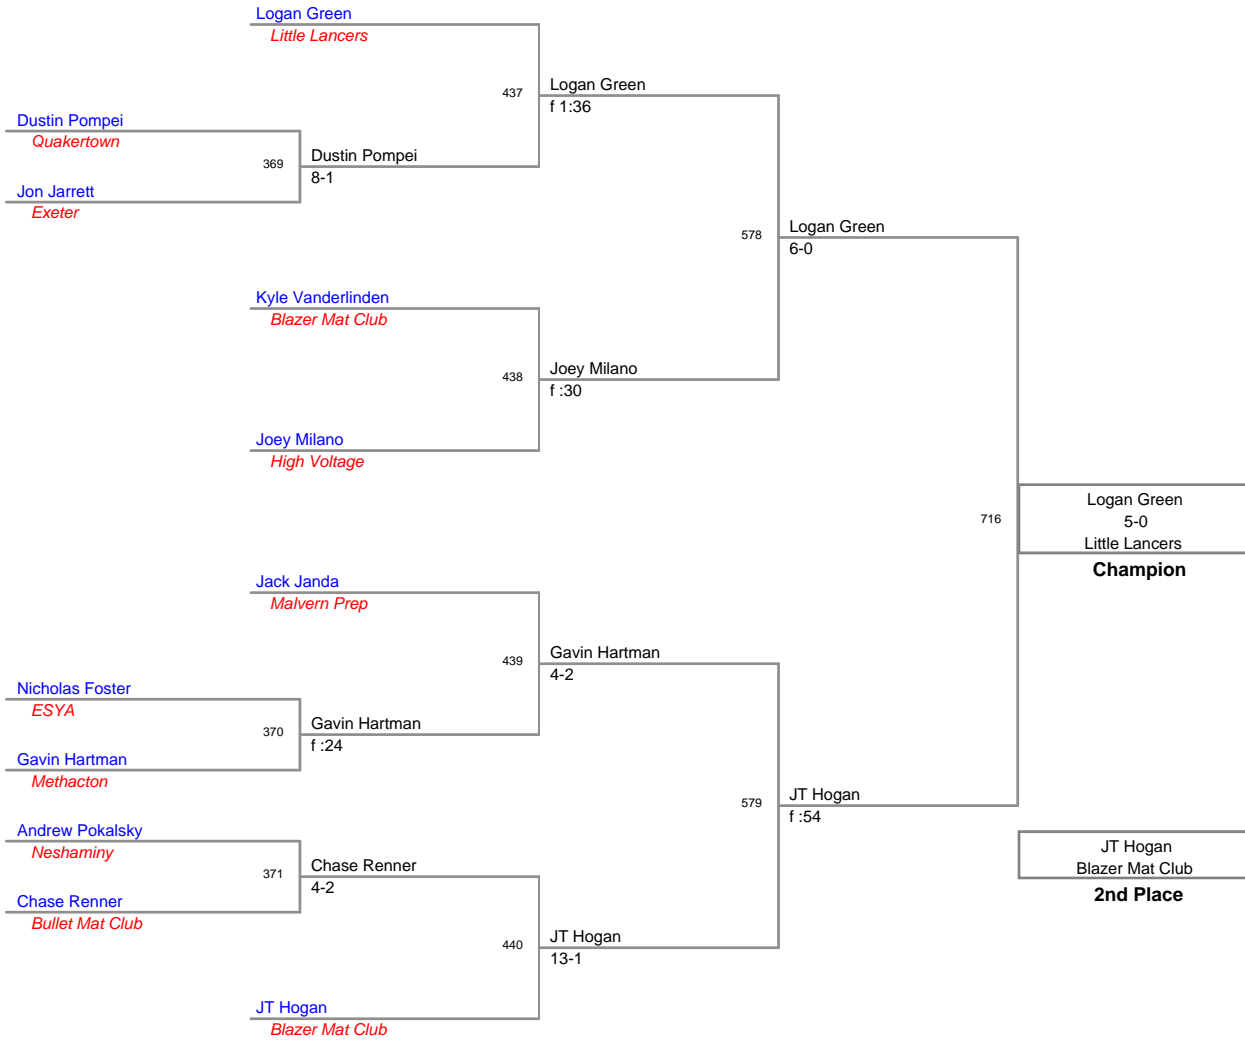 Logan Green
Little Lancers
437
Logan Green
f 1:36
Dustin Pompei
Quakertown
369
Dustin Pompei
8-1
Jon Jarrett
Exeter
578
Logan Green
6-0
Kyle Vanderlinden
Blazer Mat Club
438
Joey Milano
f :30
Joey Milano
High Voltage
716
Logan Green
5-0
Little Lancers
Champion
Jack Janda
Malvern Prep
439
Gavin Hartman
4-2
Nicholas Foster
ESYA
370
Gavin Hartman
f :24
Gavin Hartman
Methacton
579
JT Hogan
f :54
Andrew Pokalsky
Neshaminy
371
Chase Renner
4-2
Chase Renner
Bullet Mat Club
JT Hogan
Blazer Mat Club
2nd Place
440
JT Hogan
13-1
JT Hogan
Blazer Mat Club